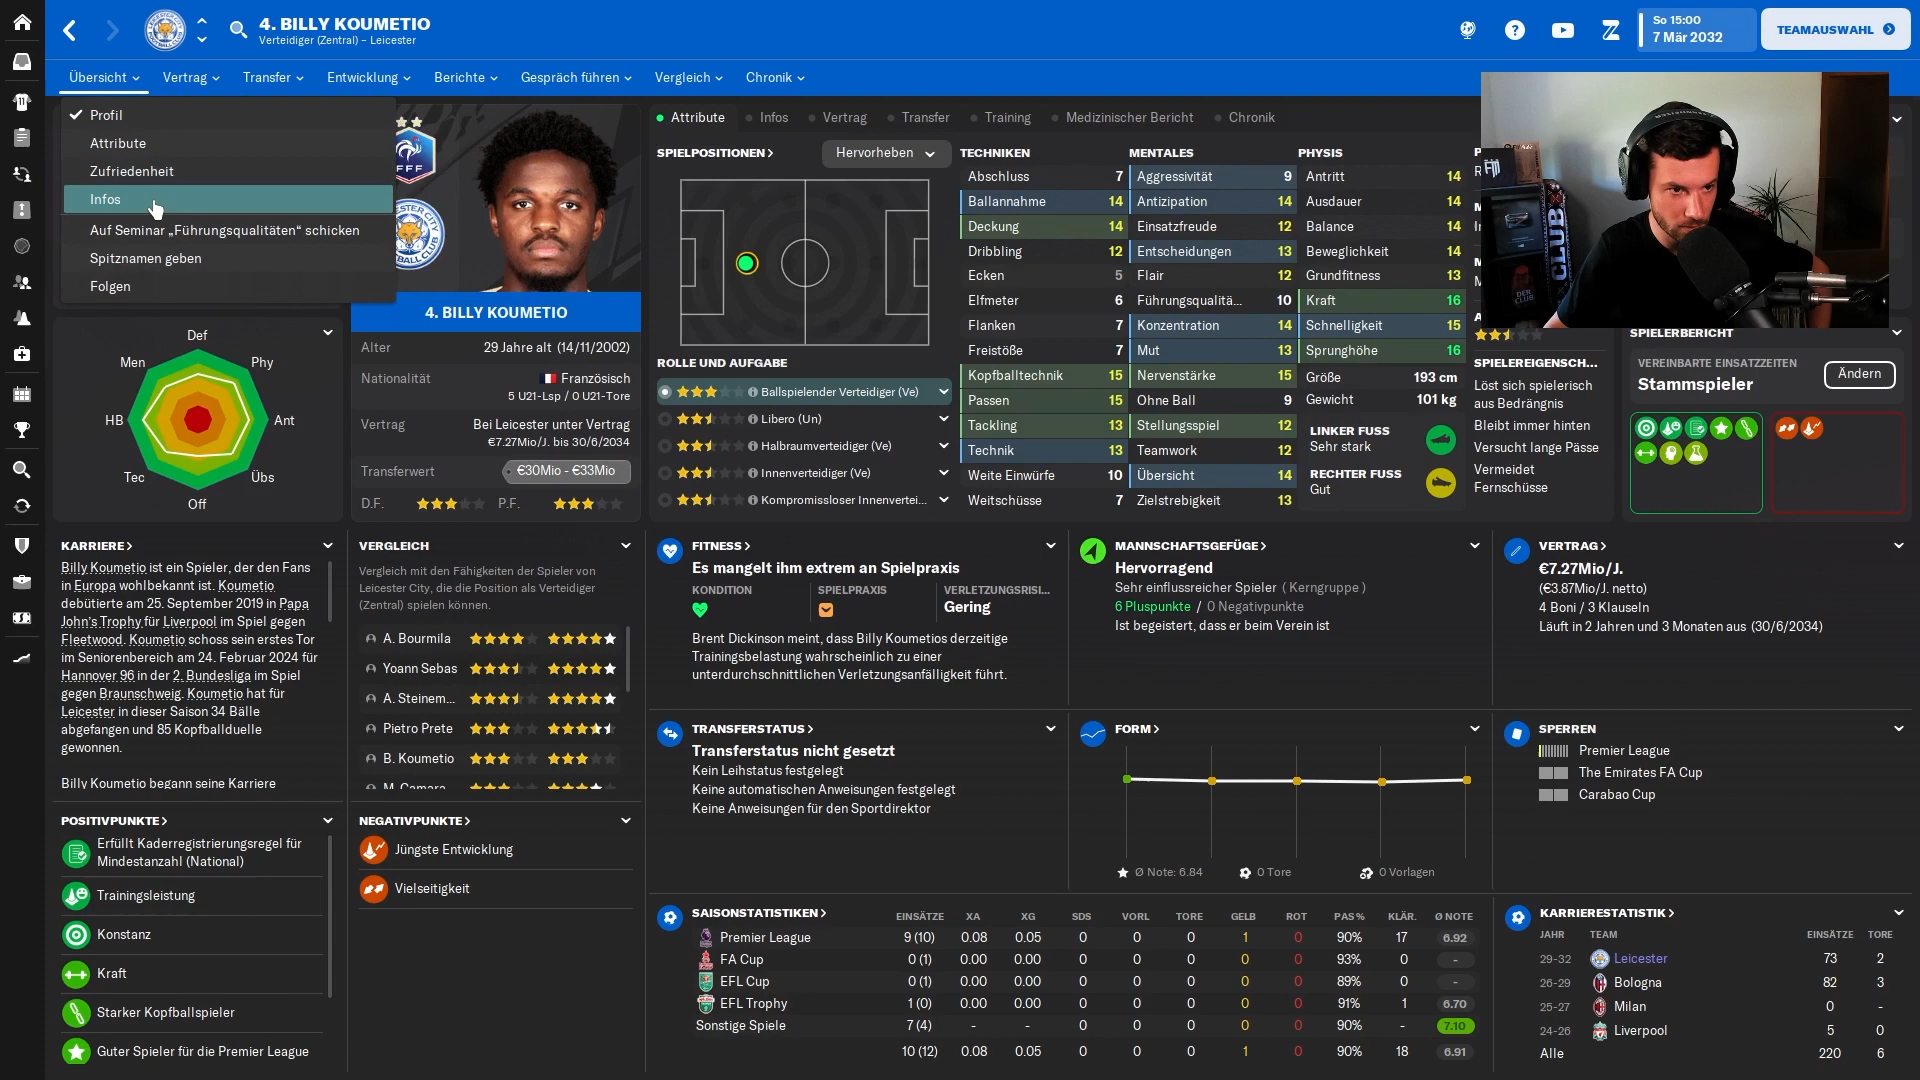 4. BILLY KOUMETIO
Verteidiger (Zentral) – Leicester
So 15:00
7 Mär 2032
TEAMAUSWAHL
Übersicht
Vertrag
Transfer
Entwicklung
Berichte
Gespräch führen
Vergleich
Chronik
Profil
Attribute
Zufriedenheit
Infos
Auf Seminar „Führungsqualitäten“ schicken
Spitznamen geben
Folgen
FFF
Def
Phy
Ant
Übs
Off
Tec
HB
Men
4. BILLY KOUMETIO
Alter 29 Jahre alt (14/11/2002)
Nationalität Französisch
5 U21-Lsp / 0 U21-Tore
Vertrag Bei Leicester unter Vertrag
€7.27Mio/J. bis 30/6/2034
Transferwert €30Mio - €33Mio
D.F. P.F.
Attribute
Infos
Vertrag
Transfer
Training
Medizinischer Bericht
Chronik
SPIELPOSITIONEN
Hervorheben
ROLLE UND AUFGABE
Ballspielender Verteidiger (Ve)
Libero (Un)
Halbraumverteidiger (Ve)
Innenverteidiger (Ve)
Kompromissloser Innenvertei...
TECHNIKEN
Abschluss 7
Ballannahme 14
Deckung 14
Dribbling 12
Ecken 5
Elfmeter 6
Flanken 7
Freistöße 7
Kopfballtechnik 15
Passen 15
Tackling 13
Technik 13
Weite Einwürfe 10
Weitschüsse 7
MENTALES
Aggressivität 9
Antizipation 14
Einsatzfreude 12
Entscheidungen 13
Flair 12
Führungsqualitä... 10
Konzentration 14
Mut 13
Nervenstärke 15
Ohne Ball 9
Stellungsspiel 12
Teamwork 12
Übersicht 14
Zielstrebigkeit 13
PHYSIS
Antritt 14
Ausdauer 14
Balance 14
Beweglichkeit 14
Grundfitness 13
Kraft 16
Schnelligkeit 15
Sprunghöhe 16
Größe 193 cm
Gewicht 101 kg
LINKER FUSS
Sehr stark
RECHTER FUSS
Gut
SPIELEREIGENSCH...
Löst sich spielerisch
aus Bedrängnis
Bleibt immer hinten
Versucht lange Pässe
Vermeidet
Fernschüsse
CLUB
DER
CLUB
SPIELERBERICHT
VEREINBARTE EINSATZZEITEN
Stammspieler
Ändern
KARRIERE
Billy Koumetio ist ein Spieler, der den Fans
in Europa wohlbekannt ist. Koumetio
debütierte am 25. September 2019 in Papa
John's Trophy für Liverpool im Spiel gegen
Fleetwood. Koumetio schoss sein erstes Tor
im Seniorenbereich am 24. Februar 2024 für
Hannover 96 in der 2. Bundesliga im Spiel
gegen Braunschweig. Koumetio hat für
Leicester in dieser Saison 34 Bälle
abgefangen und 85 Kopfballduelle
gewonnen.
Billy Koumetio begann seine Karriere
VERGLEICH
Vergleich mit den Fähigkeiten der Spieler von
Leicester City, die die Position als Verteidiger
(Zentral) spielen können.
A. Bourmila
Yoann Sebas
A. Steinem...
Pietro Prete
B. Koumetio
M. Camara
FITNESS
Es mangelt ihm extrem an Spielpraxis
KONDITION
SPIELPRAXIS
VERLETZUNGSRISI...
Gering
Brent Dickinson meint, dass Billy Koumetios derzeitige
Trainingsbelastung wahrscheinlich zu einer
unterdurchschnittlichen Verletzungsanfälligkeit führt.
MANNSCHAFTSGEFÜGE
Hervorragend
Sehr einflussreicher Spieler ( Kerngruppe )
6 Pluspunkte / 0 Negativpunkte
Ist begeistert, dass er beim Verein ist
VERTRAG
€7.27Mio/J.
(€3.87Mio/J. netto)
4 Boni / 3 Klauseln
Läuft in 2 Jahren und 3 Monaten aus (30/6/2034)
TRANSFERSTATUS
Transferstatus nicht gesetzt
Kein Leihstatus festgelegt
Keine automatischen Anweisungen festgelegt
Keine Anweisungen für den Sportdirektor
FORM
Ø Note: 6.84
0 Tore
0 Vorlagen
SPERREN
Premier League
The Emirates FA Cup
Carabao Cup
POSITIVPUNKTE
Erfüllt Kaderregistrierungsregel für
Mindestanzahl (National)
Trainingsleistung
Konstanz
Kraft
Starker Kopfballspieler
Guter Spieler für die Premier League
NEGATIVPUNKTE
Jüngste Entwicklung
Vielseitigkeit
SAISONSTATISTIKEN EINSÄTZE XA XG SDS VORL TORE GELB ROT PAS% KLÄR. Ø NOTE
Premier League 9 (10) 0.08 0.05 0 0 0 1 0 90% 17 6.92
FA Cup 0 (1) 0.00 0.00 0 0 0 0 0 93% 0 -
EFL Cup 0 (1) 0.00 0.00 0 0 0 0 0 89% 0 -
EFL Trophy 1 (0) 0.00 0.00 0 0 0 0 0 91% 1 6.70
Sonstige Spiele 7 (4) - - 0 0 0 0 0 90% - 7.10
10 (12) 0.08 0.05 0 0 0 1 0 90% 18 6.91
KARRIERESTATISTIK
JAHR TEAM EINSÄTZE TORE
29-32 Leicester 73 2
26-29 Bologna 82 3
25-27 Milan 0 -
24-26 Liverpool 5 0
Alle 220 6